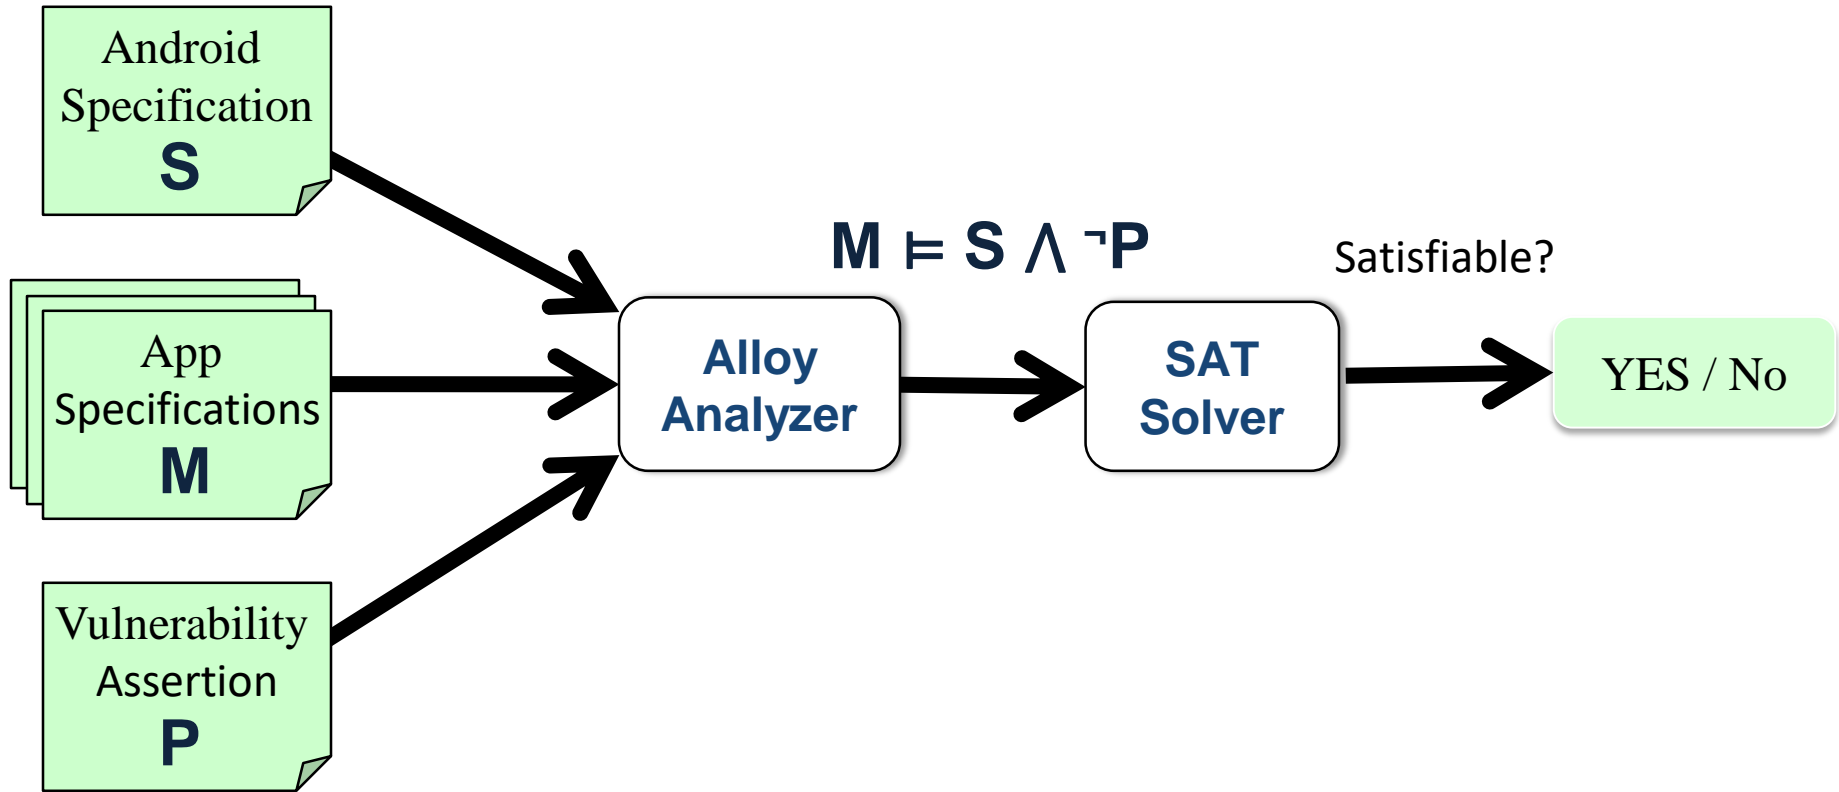 Android
Specification
S
App
Specifications
M
Vulnerability
Assertion
P
Alloy
Analyzer
M ⊨ S ⋀ ¬P
SAT
Solver
Satisfiable?
YES / No